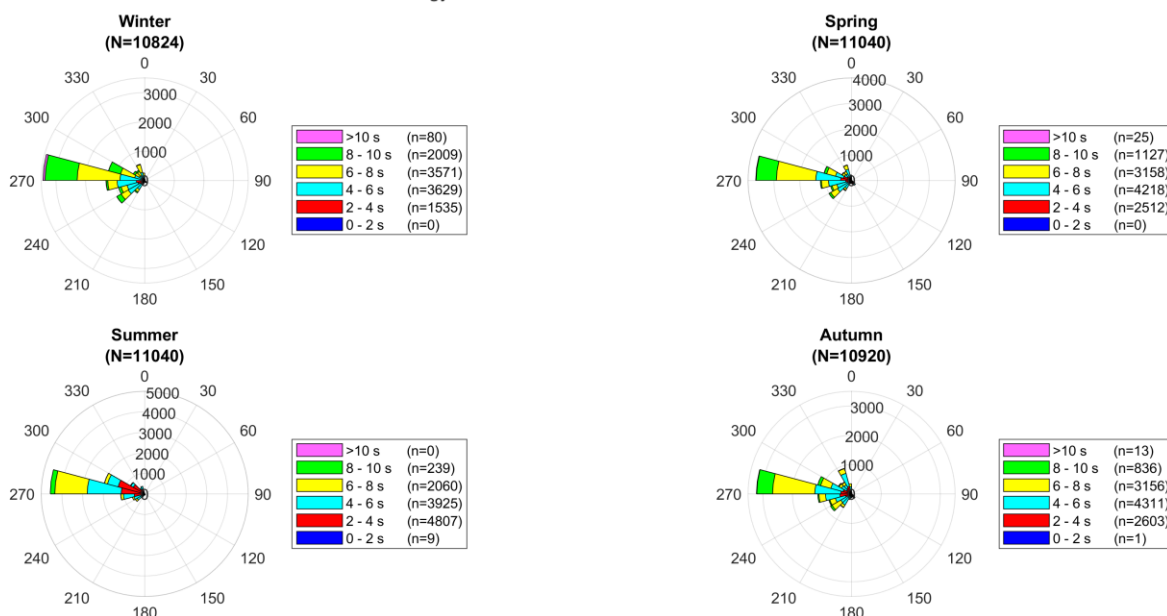 Winter
(N=10824)
0
30
60
90
120
150
180
210
240
270
300
330
1000
2000
3000
>10 s (n=80)
8 - 10 s (n=2009)
6 - 8 s (n=3571)
4 - 6 s (n=3629)
2 - 4 s (n=1535)
0 - 2 s (n=0)
Spring
(N=11040)
0
30
60
90
120
150
180
210
240
270
300
330
1000
2000
3000
4000
>10 s (n=25)
8 - 10 s (n=1127)
6 - 8 s (n=3158)
4 - 6 s (n=4218)
2 - 4 s (n=2512)
0 - 2 s (n=0)
Summer
(N=11040)
0
30
60
90
120
150
180
210
240
270
300
330
1000
2000
3000
4000
5000
>10 s (n=0)
8 - 10 s (n=239)
6 - 8 s (n=2060)
4 - 6 s (n=3925)
2 - 4 s (n=4807)
0 - 2 s (n=9)
Autumn
(N=10920)
0
30
60
90
120
150
180
210
240
270
300
330
1000
2000
3000
>10 s (n=13)
8 - 10 s (n=836)
6 - 8 s (n=3156)
4 - 6 s (n=4311)
2 - 4 s (n=2603)
0 - 2 s (n=1)